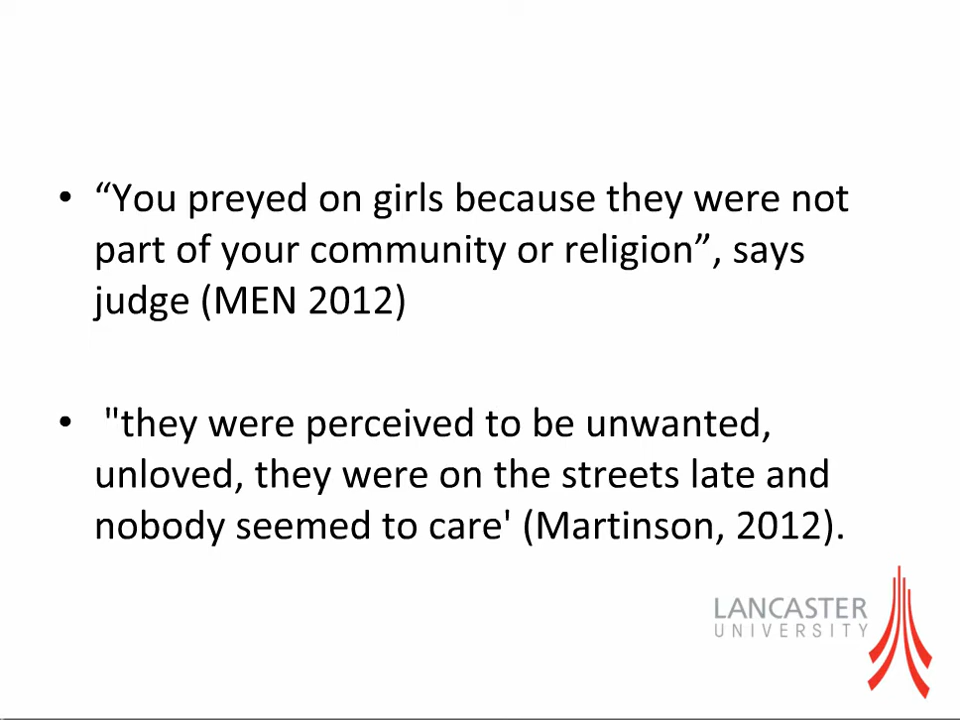 • “You preyed on girls because they were not
part of your community or religion”, says
judge (MEN 2012)
• "they were perceived to be unwanted,
unloved, they were on the streets late and
nobody seemed to care' (Martinson, 2012).
LANCASTER
UNIVERSITY